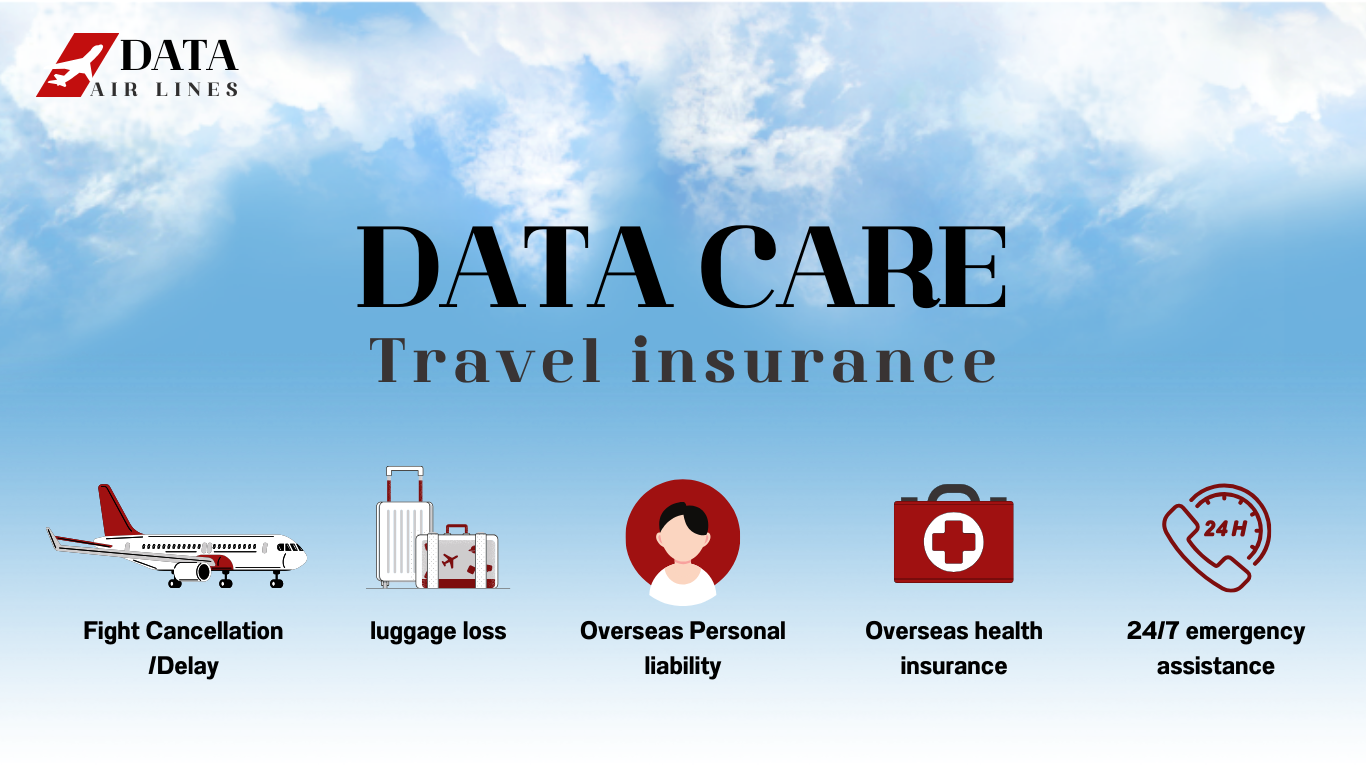 DATA
AIR LINES
DATA CARE
Travel insurance
24H
Fight Cancellation
/Delay
luggage loss
Overseas Personal
liability
Overseas health
insurance
24/7 emergency
assistance